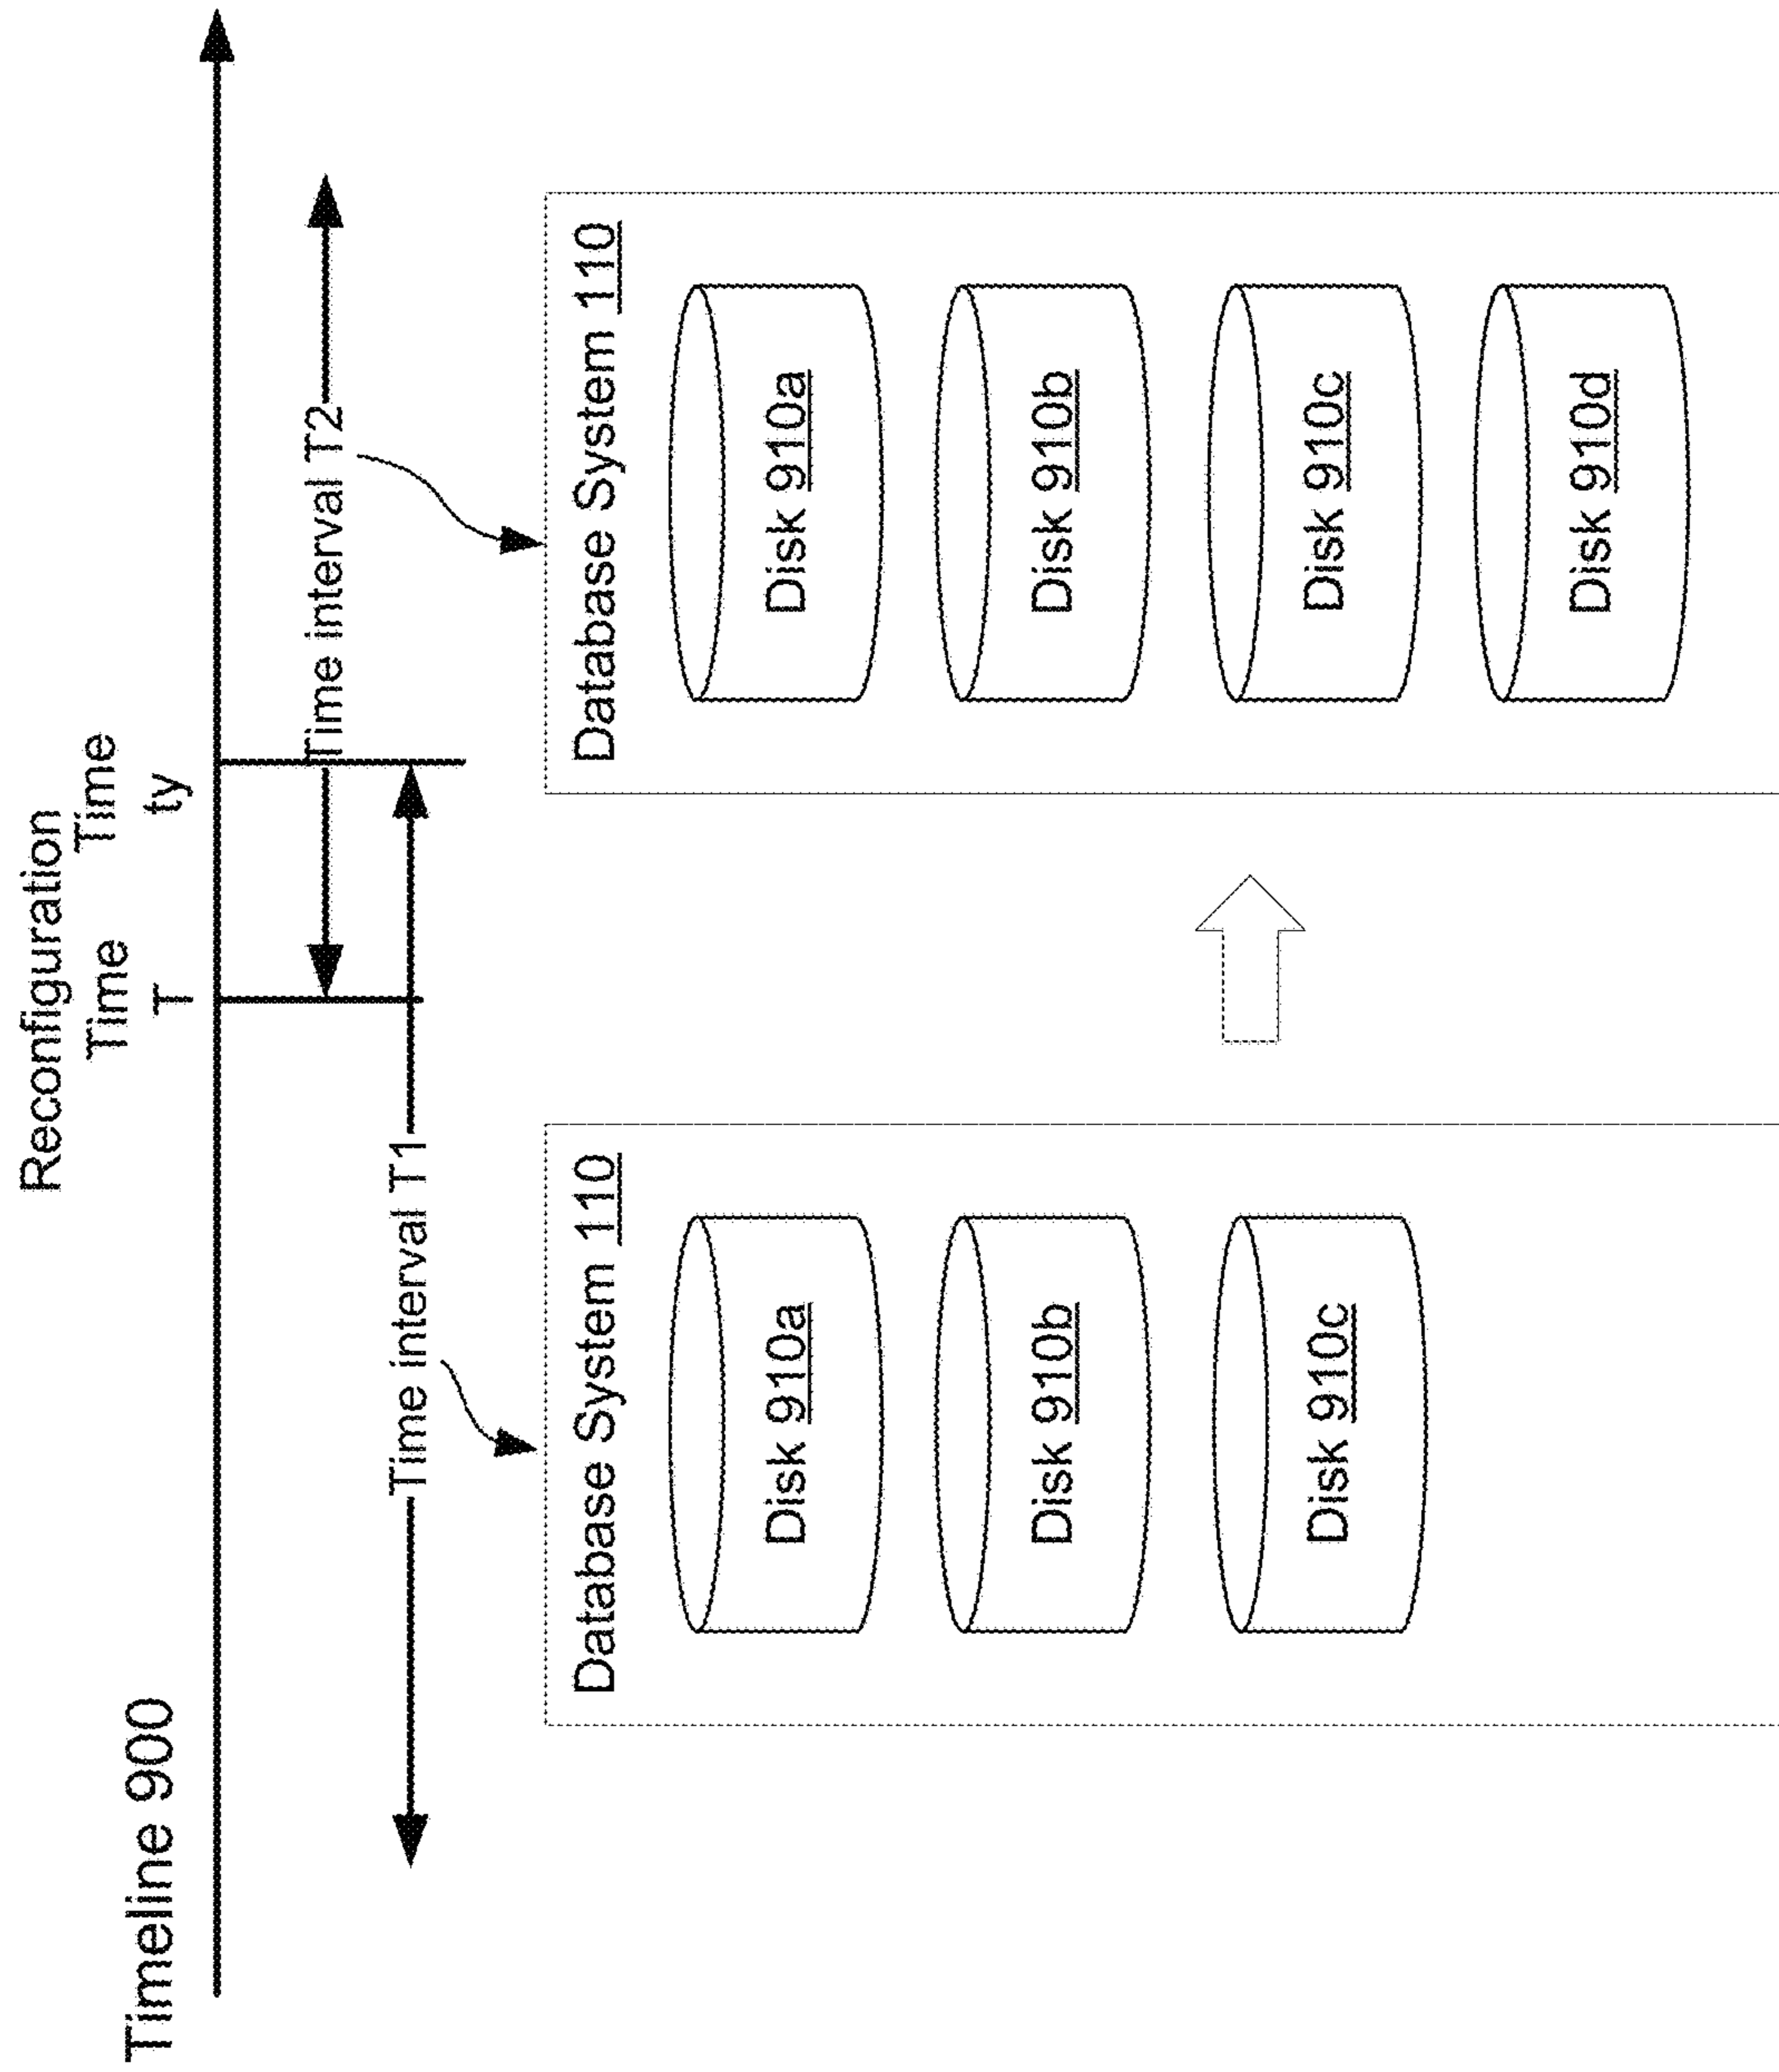 Timeline 900
Reconfiguration
Time
T
Time
ty
Time interval T2
Time interval T1
Database System 110
Disk 910a
Disk 910b
Disk 910c
Database System 110
Disk 910a
Disk 910b
Disk 910c
Disk 910d